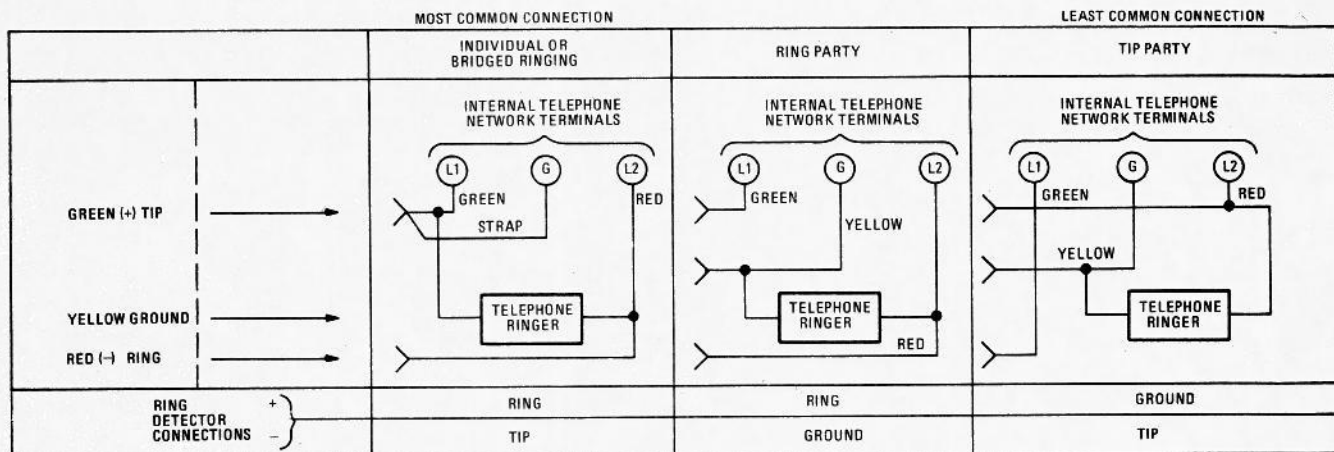 MOST COMMON CONNECTION
LEAST COMMON CONNECTION
INDIVIDUAL OR
BRIDGED RINGING
RING PARTY
TIP PARTY
INTERNAL TELEPHONE
NETWORK TERMINALS
L1
G
L2
GREEN
RED
STRAP
TELEPHONE
RINGER
INTERNAL TELEPHONE
NETWORK TERMINALS
L1
G
L2
GREEN
YELLOW
TELEPHONE
RINGER
RED
INTERNAL TELEPHONE
NETWORK TERMINALS
L1
G
L2
GREEN
RED
YELLOW
TELEPHONE
RINGER
GREEN (+) TIP
YELLOW GROUND
RED (-) RING
RING
DETECTOR
CONNECTIONS
+
-
RING
RING
GROUND
TIP
GROUND
TIP